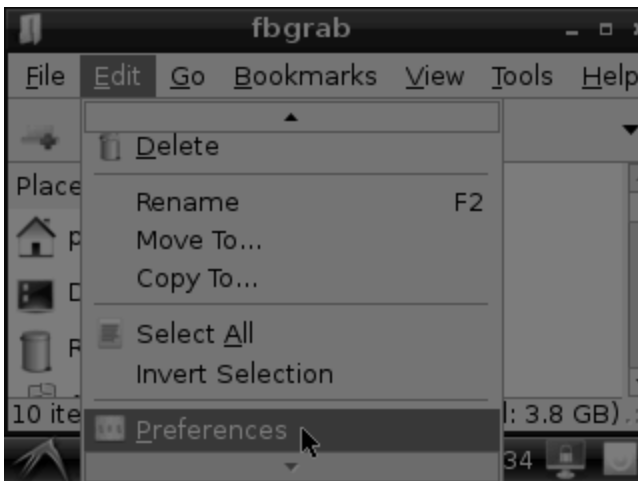 fbgrab
File Edit Go Bookmarks View Tools Help
Delete
Place
Rename F2
Move To...
Copy To...
Select All
Invert Selection
10 ite : 3.8 GB)
Preferences
34